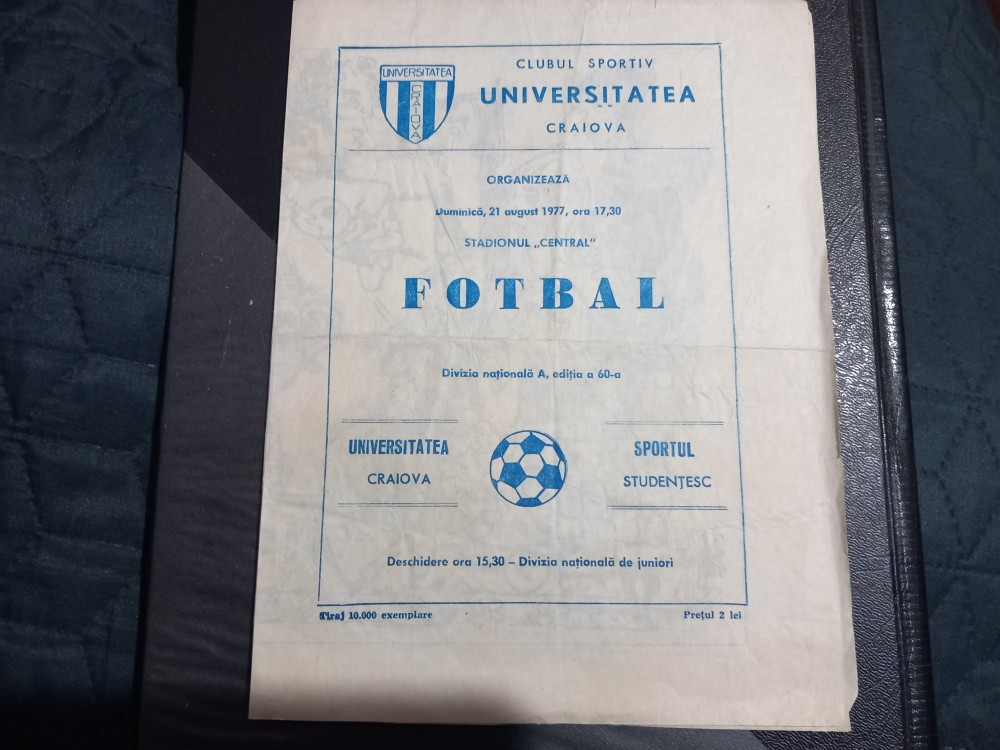 UNIVERSITATEA
CRAIOVA
CLUBUL SPORTIV
UNIVERSITATEA
CRAIOVA
ORGANIZEAZĂ
Duminică, 21 august 1977, ora 17,30
STADIONUL „CENTRAL“
FOTBAL
Divizia națională A, ediția a 60-a
UNIVERSITATEA
CRAIOVA
SPORTUL
STUDENȚESC
Deschidere ora 15,30 – Divizia națională de juniori
Tiraj 10.000 exemplare
Prețul 2 lei